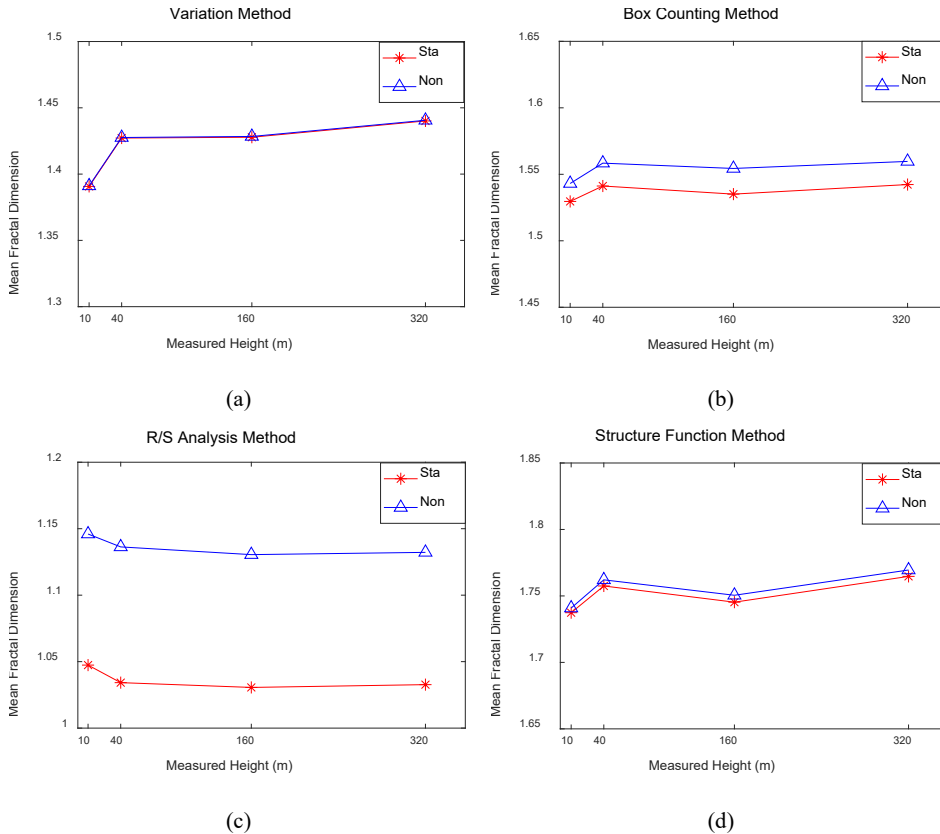 Variation Method
1.5
1.45
1.4
1.35
1.3
Mean Fractal Dimension
Sta
Non
10 40 160 320
Measured Height (m)
(a)
Box Counting Method
1.65
1.6
1.55
1.5
1.45
Mean Fractal Dimension
Sta
Non
10 40 160 320
Measured Height (m)
(b)
R/S Analysis Method
1.2
1.15
1.1
1.05
1
Mean Fractal Dimension
Sta
Non
10 40 160 320
Measured Height (m)
(c)
Structure Function Method
1.85
1.8
1.75
1.7
1.65
Mean Fractal Dimension
Sta
Non
10 40 160 320
Measured Height (m)
(d)